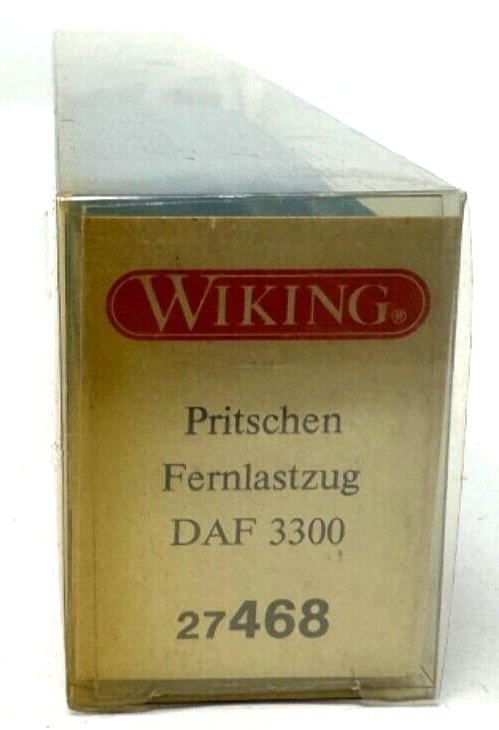 WIKING®
Pritschen
Fernlastzug
DAF 3300
27468